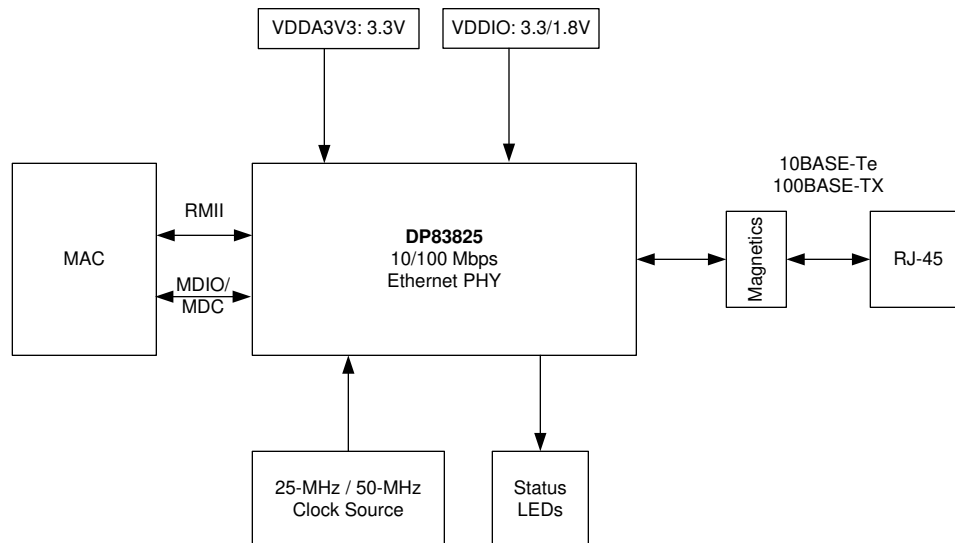 VDDA3V3: 3.3V
VDDIO: 3.3/1.8V
10BASE-Te
100BASE-TX
MAC
RMII
MDIO/
MDC
DP83825
10/100 Mbps
Ethernet PHY
Magnetics
RJ-45
25-MHz / 50-MHz
Clock Source
Status
LEDs